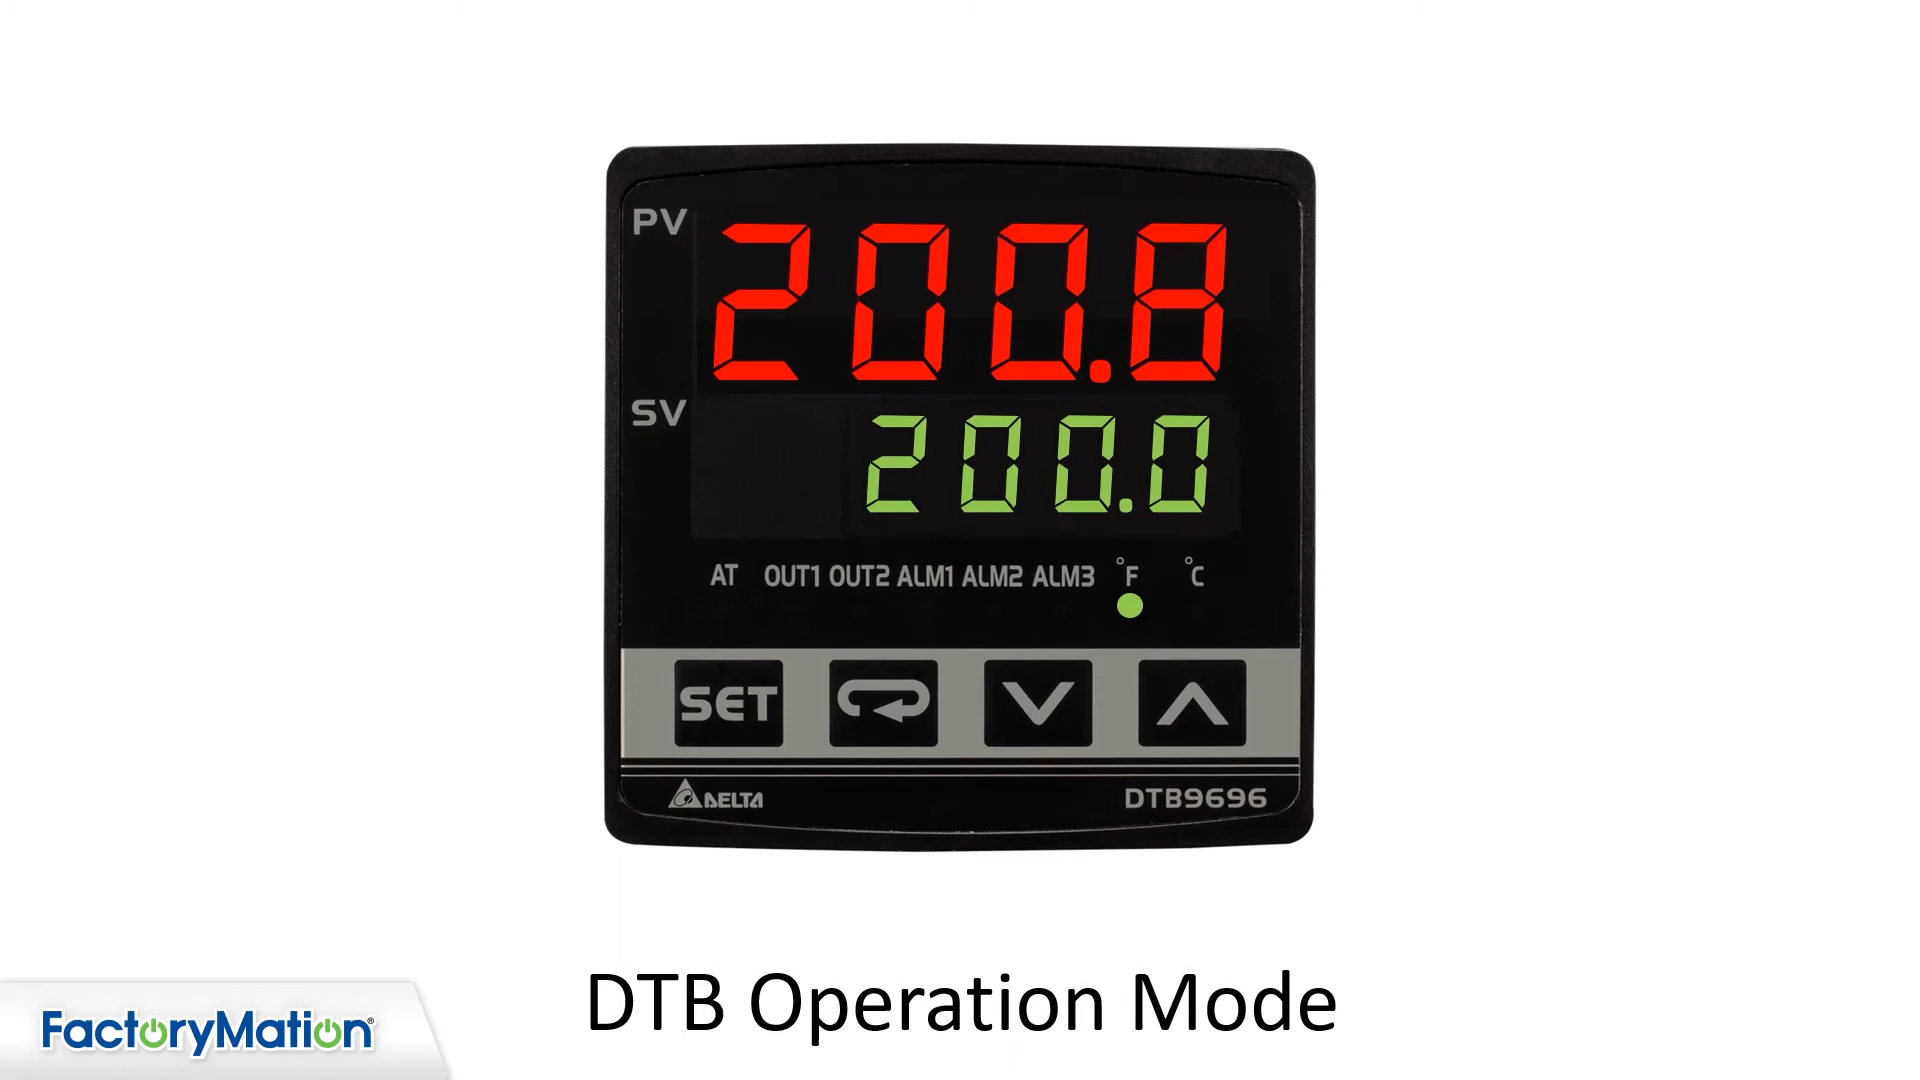 PV
200.8
SV
200.0
AT OUT1 OUT2 ALM1 ALM2 ALM3 °F °C
SET
DELTA
DTB9696
DTB Operation Mode
FactoryMation®